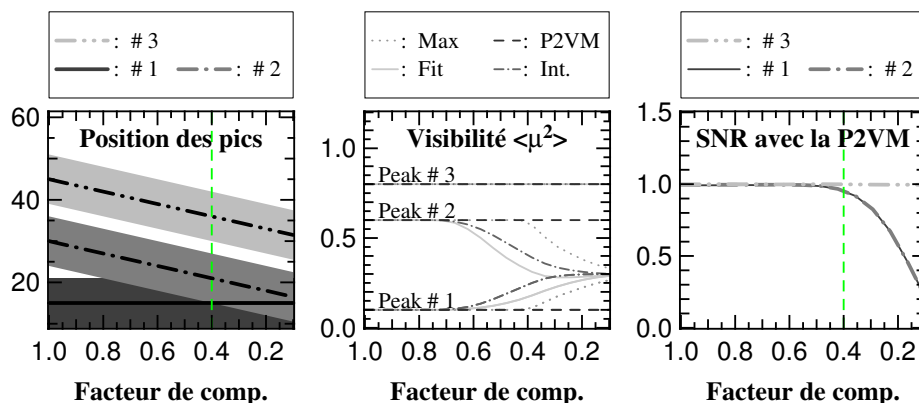 : # 3
: # 1 : # 2
Position des pics
60
40
20
1.0 0.8 0.6 0.4 0.2
Facteur de comp.
: Max : P2VM
: Fit : Int.
Visibilité <μ²>
1.0
0.5
0.0
Peak # 3
Peak # 2
Peak # 1
1.0 0.8 0.6 0.4 0.2
Facteur de comp.
: # 3
: # 1 : # 2
SNR avec la P2VM
1.5
1.0
0.5
0.0
1.0 0.8 0.6 0.4 0.2
Facteur de comp.